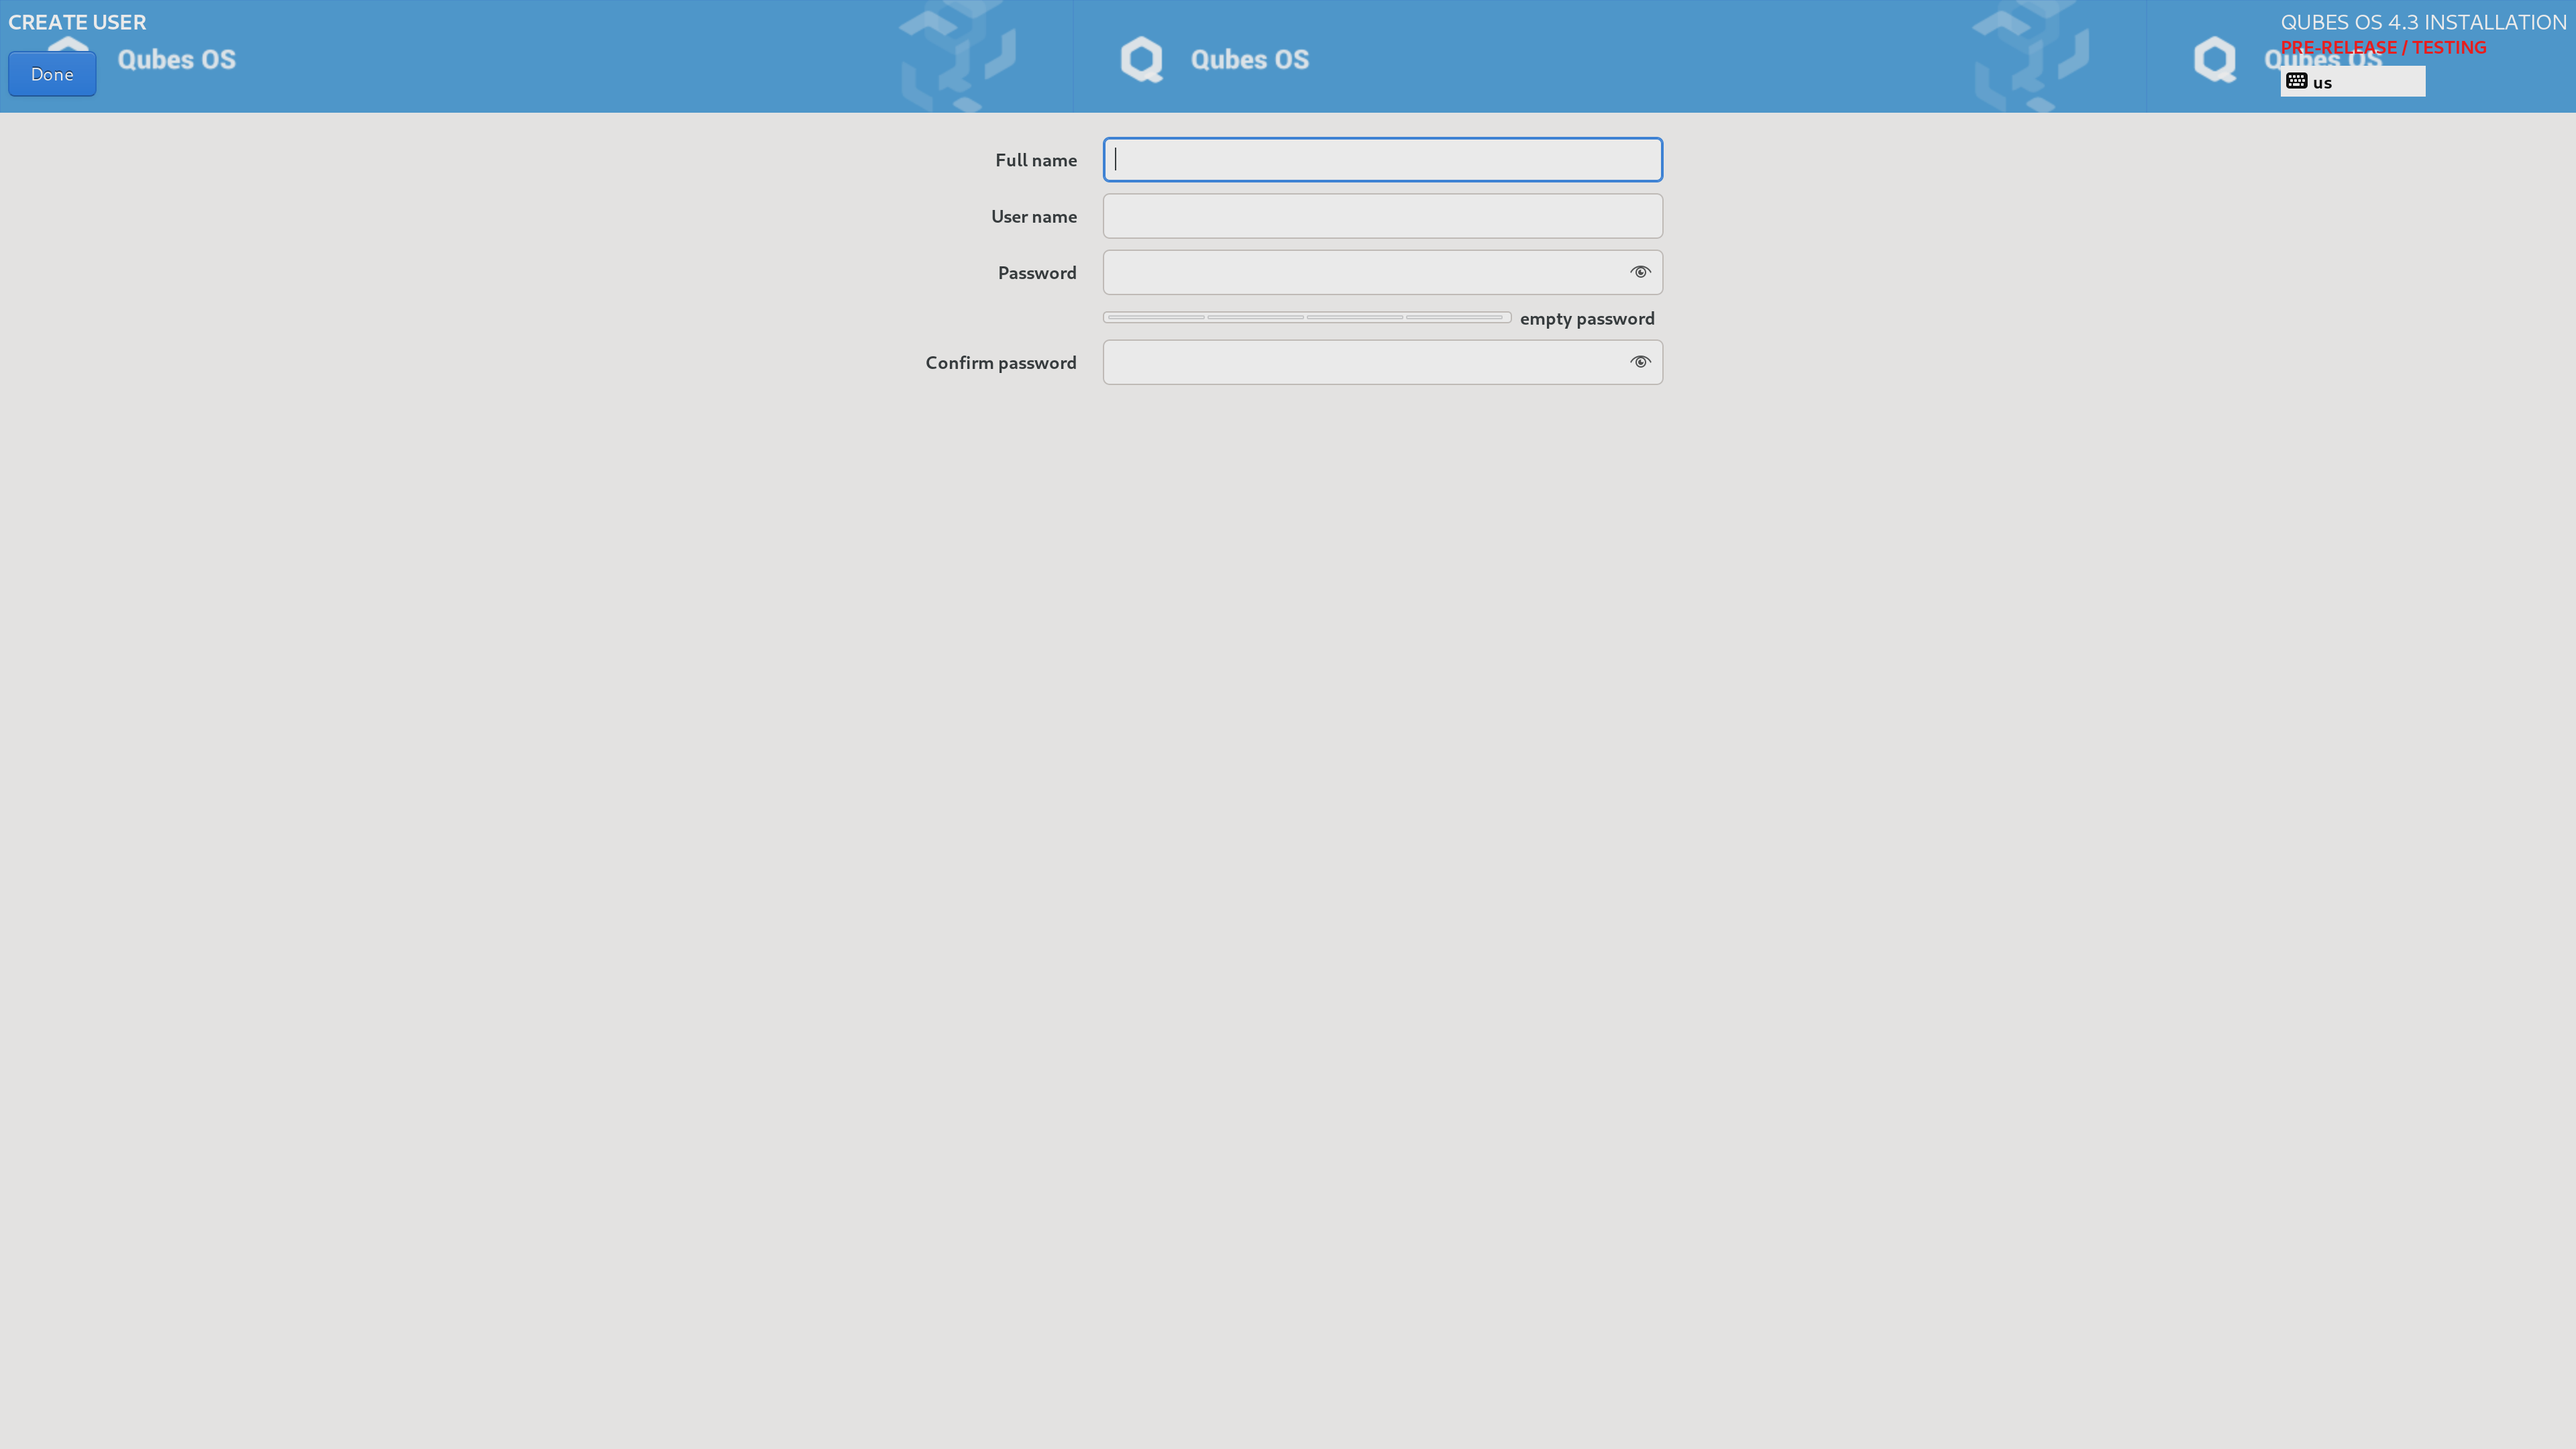 CREATE USER
QUBES OS 4.3 INSTALLATION
PRE-RELEASE / TESTING
Done
Qubes OS
Qubes OS
Qubes OS
us
Full name
User name
Password
empty password
Confirm password